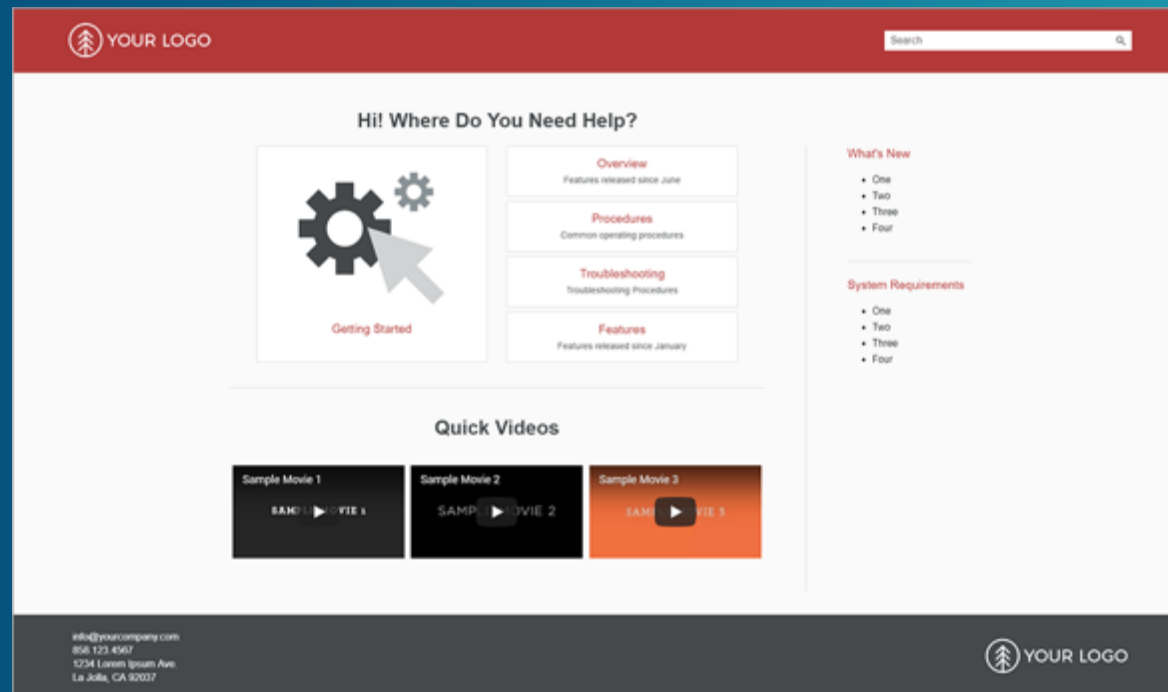 YOUR LOGO
Search
Hi! Where Do You Need Help?
Getting Started
Overview
Features released since June
Procedures
Common operating procedures
Troubleshooting
Troubleshooting Procedures
Features
Features released since January
What's New
One
Two
Three
Four
System Requirements
One
Two
Three
Four
Quick Videos
Sample Movie 1
Sample Movie 2
SAMPLE MOVIE 2
Sample Movie 3
info@yourcompany.com
858.123.4567
1234 Lorem Ipsum Ave.
La Jolla, CA 92037
YOUR LOGO